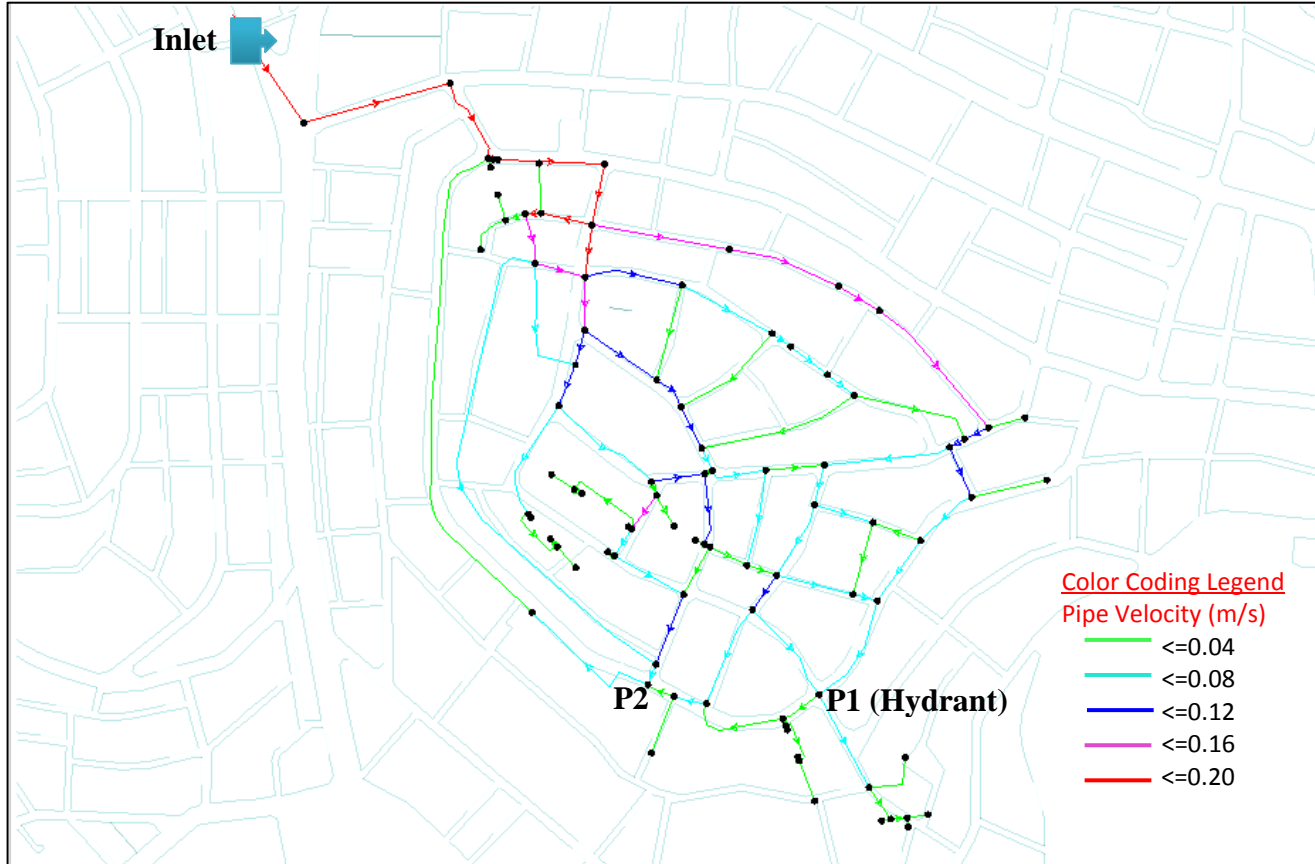 Inlet
Color Coding Legend
Pipe Velocity (m/s)
<=0.04
<=0.08
<=0.12
<=0.16
<=0.20
P2
P1 (Hydrant)